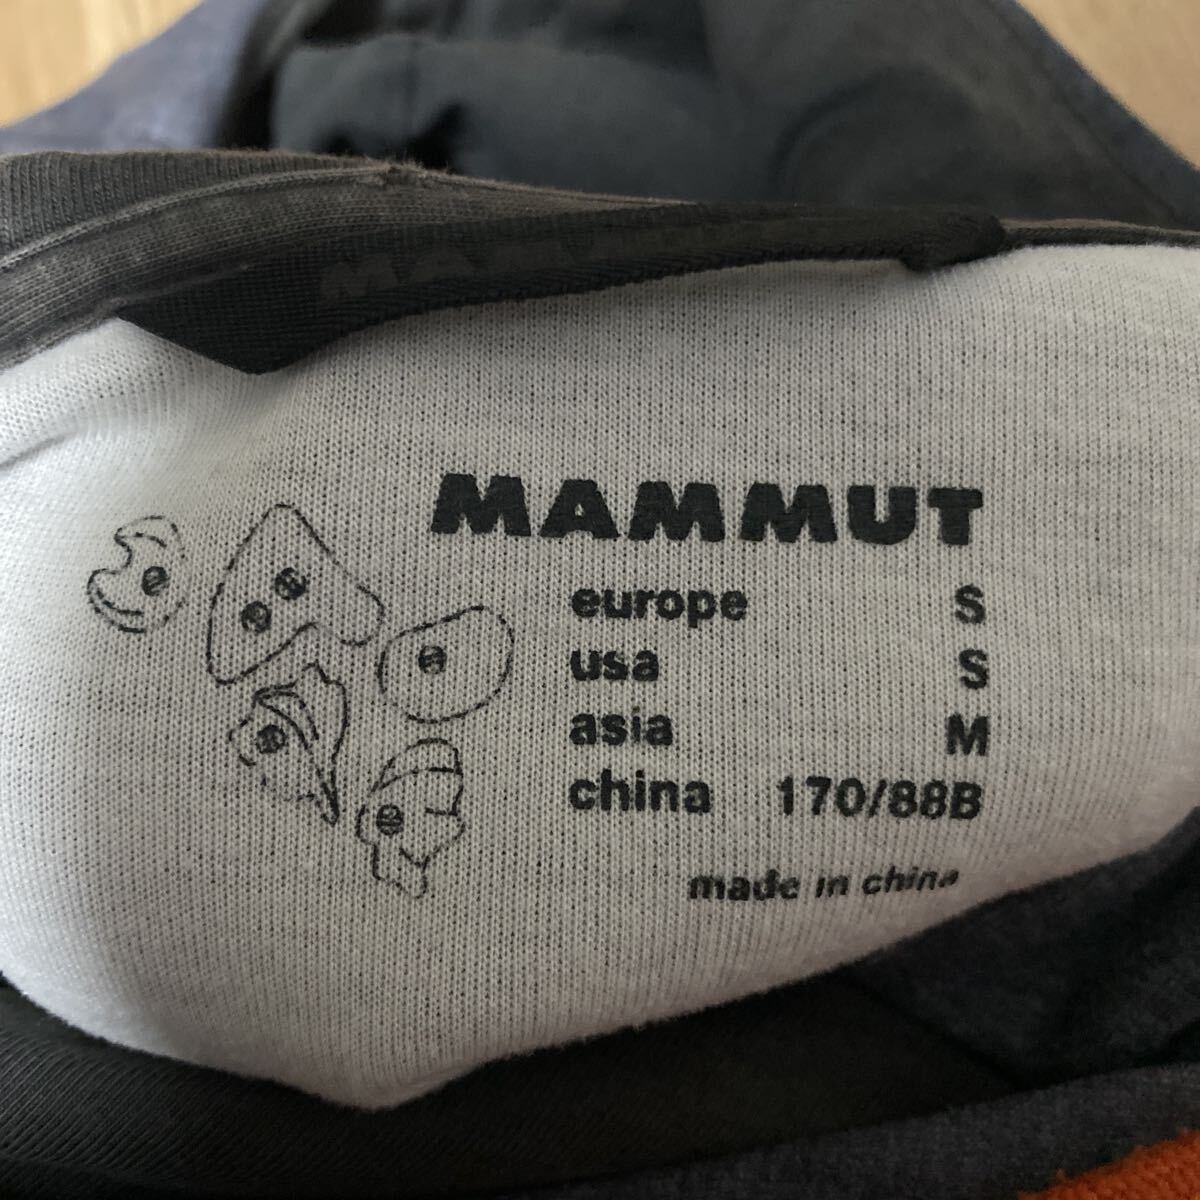 MAMMUT
europe S
usa S
asia M
china 170/88B
made in china